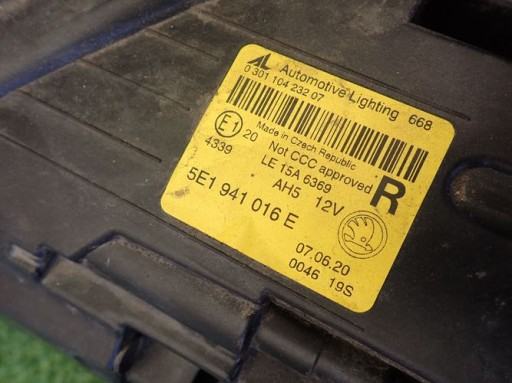 AL Automotive Lighting 668
0 301 104 232 07
Made in Czech Republic
E1 20 Not CCC approved
4339 LE 15A 6369 R
AH5 12V
5E1 941 016 E
07.06.20
0046 19S